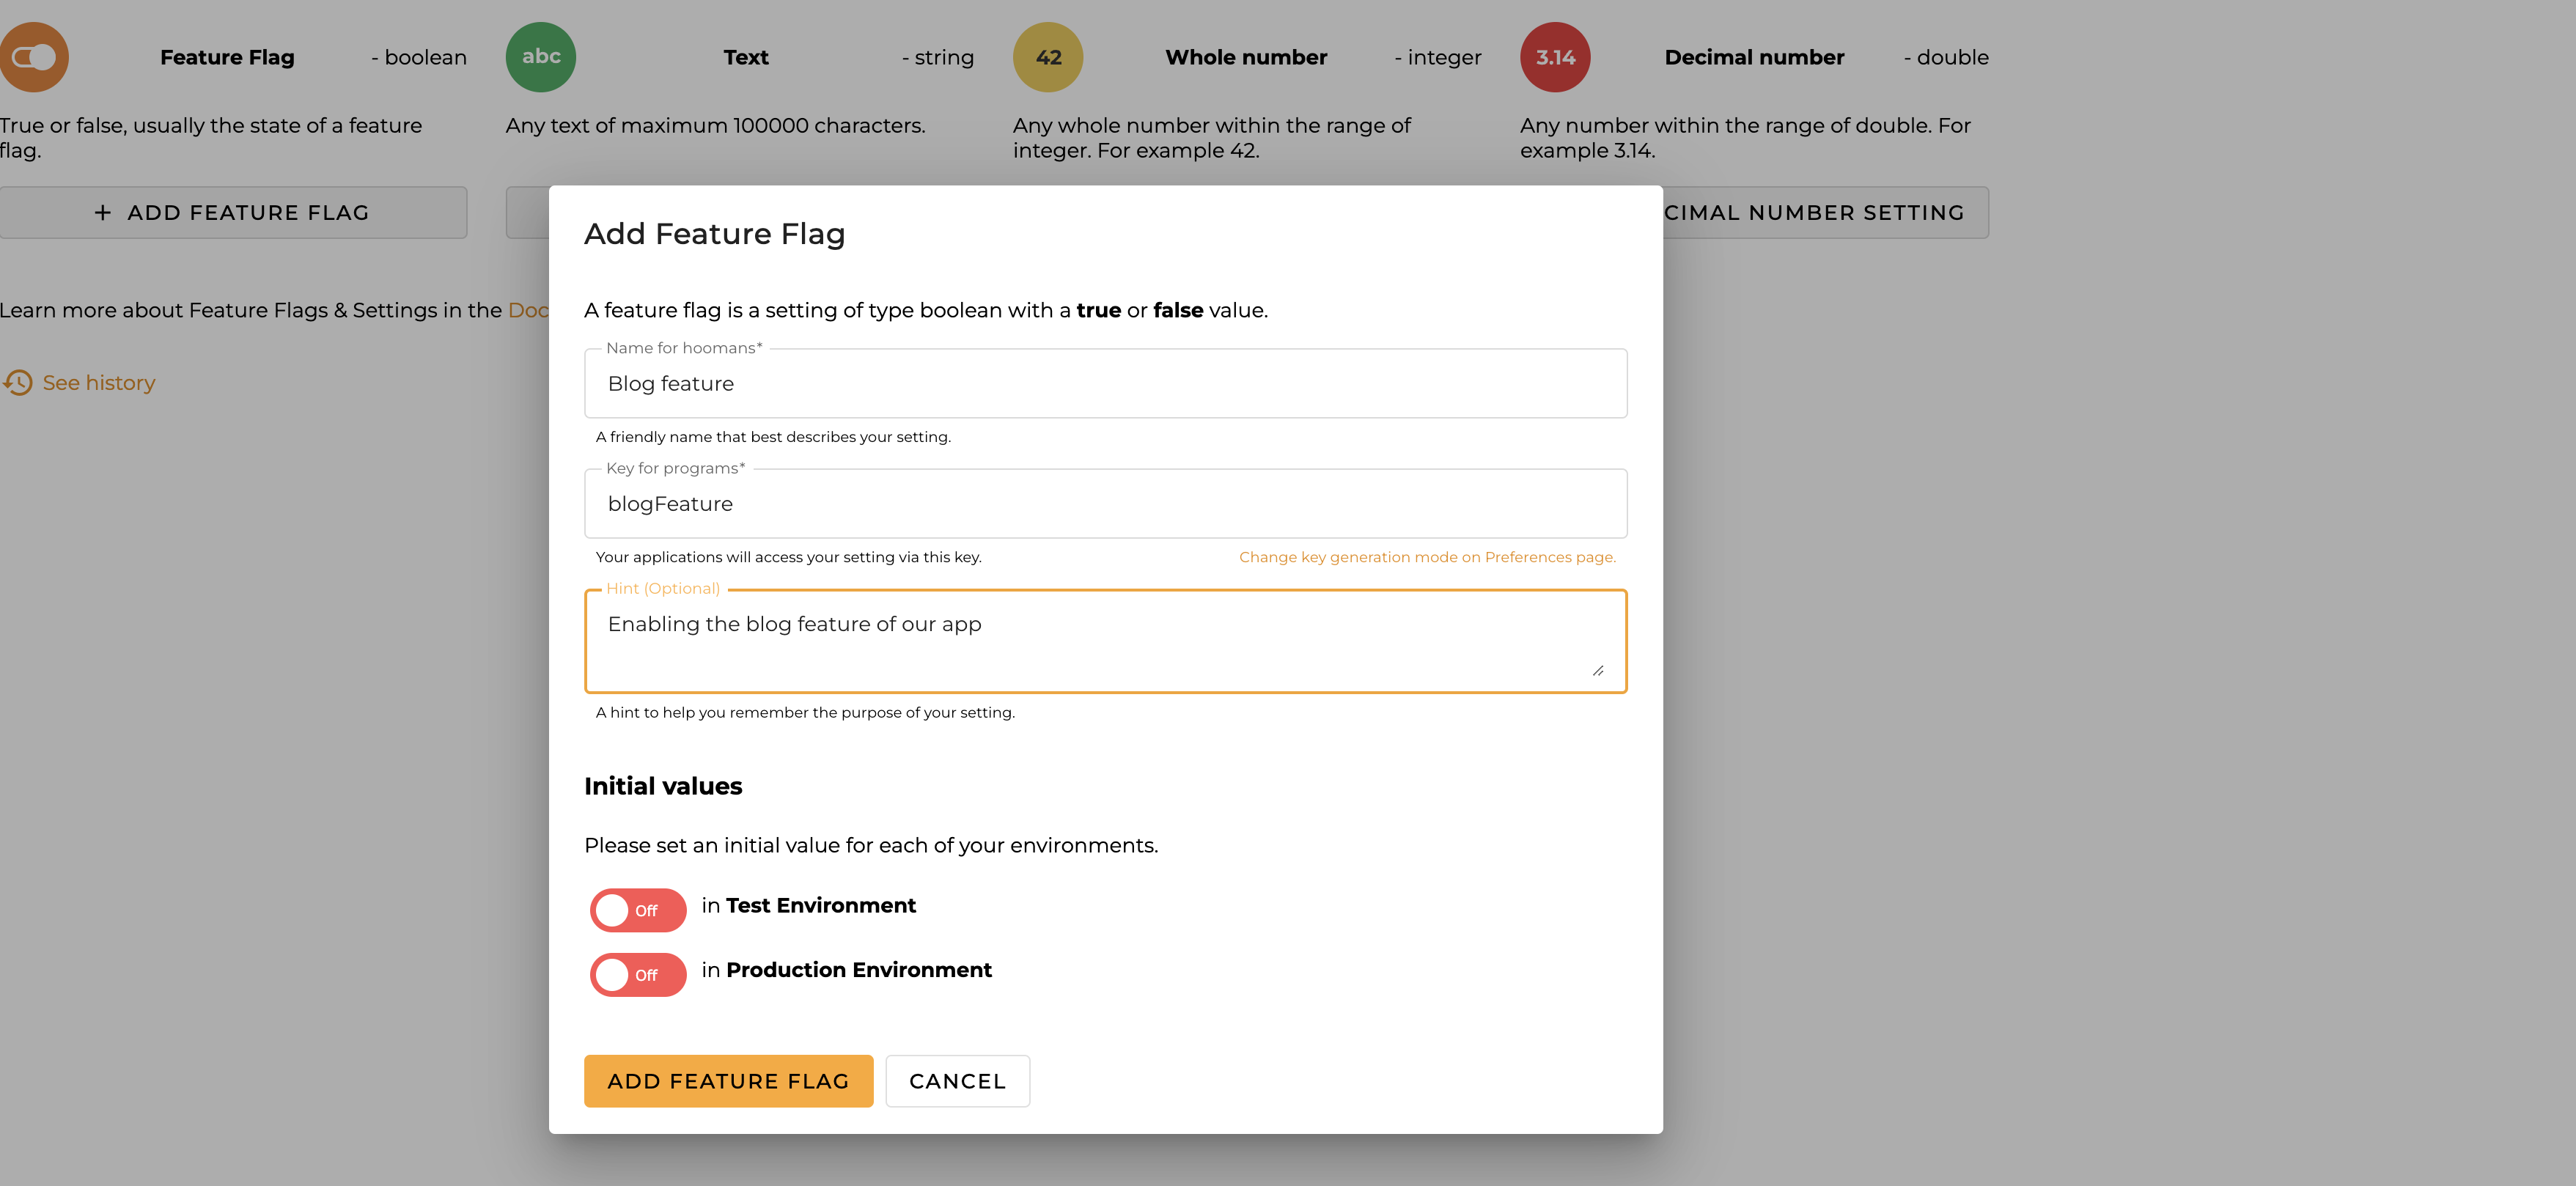 Feature Flag - boolean
abc Text - string
42 Whole number - integer
3.14 Decimal number - double
True or false, usually the state of a feature
flag.
Any text of maximum 100000 characters.
Any whole number within the range of
integer. For example 42.
Any number within the range of double. For
example 3.14.
+ ADD FEATURE FLAG
CIMAL NUMBER SETTING
Learn more about Feature Flags & Settings in the Doc
See history
Add Feature Flag
A feature flag is a setting of type boolean with a true or false value.
Name for hoomans*
Blog feature
A friendly name that best describes your setting.
Key for programs*
blogFeature
Your applications will access your setting via this key.
Change key generation mode on Preferences page.
Hint (Optional)
Enabling the blog feature of our app
A hint to help you remember the purpose of your setting.
Initial values
Please set an initial value for each of your environments.
Off in Test Environment
Off in Production Environment
ADD FEATURE FLAG
CANCEL